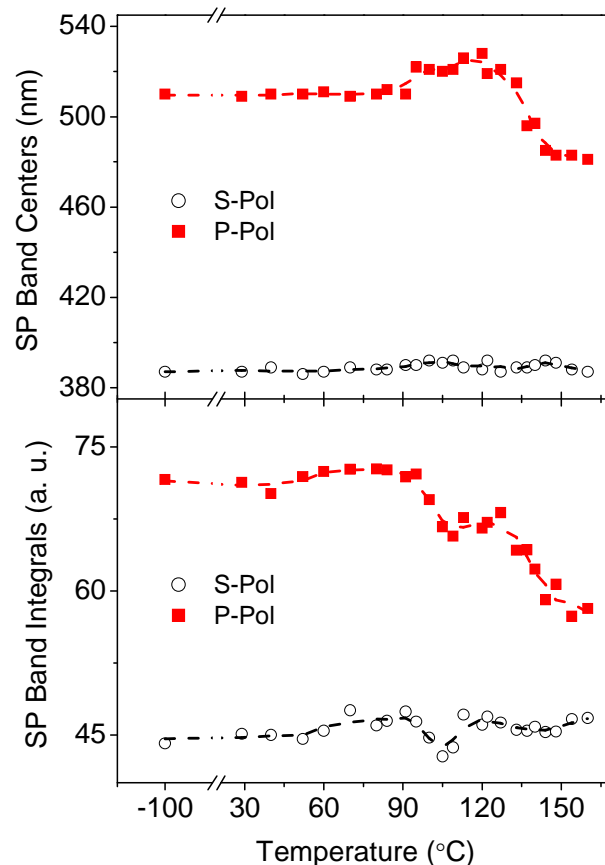 540
500
460
420
380
SP Band Centers (nm)
S-Pol
P-Pol
75
60
45
SP Band Integrals (a. u.)
S-Pol
P-Pol
-100 30 60 90 120 150
Temperature (°C)